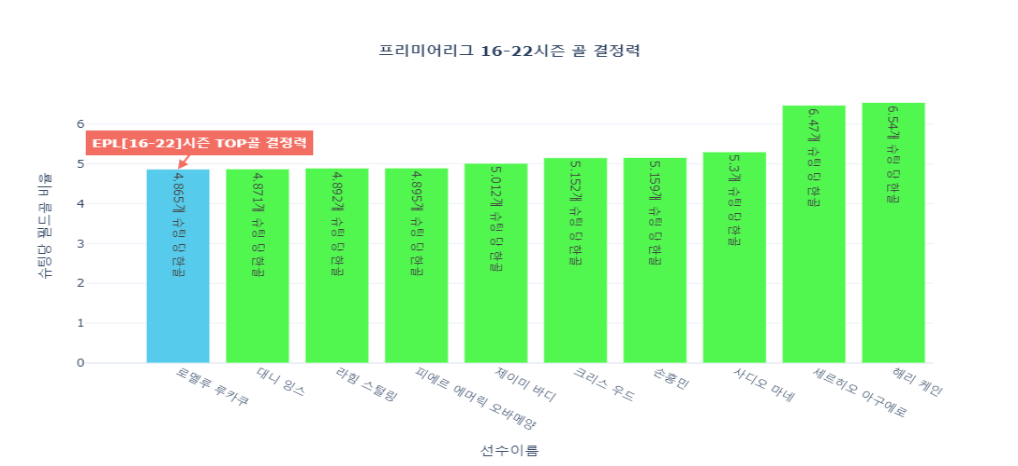 프리미어리그 16-22시즌 골 결정력
EPL[16-22]시즌 TOP골 결정력
슈팅당 필드골 비율
6
5
4
3
2
1
0
4.865개 슈팅 당 한골
4.871개 슈팅 당 한골
4.892개 슈팅 당 한골
4.895개 슈팅 당 한골
5.012개 슈팅 당 한골
5.152개 슈팅 당 한골
5.159개 슈팅 당 한골
5.3개 슈팅 당 한골
6.47개 슈팅 당 한골
6.54개 슈팅 당 한골
로멜루 루카쿠
대니 잉스
라힘 스털링
피에르 에머릭 오바메양
제이미 바디
크리스 우드
손흥민
사디오 마네
세르히오 아구에로
해리 케인
선수이름